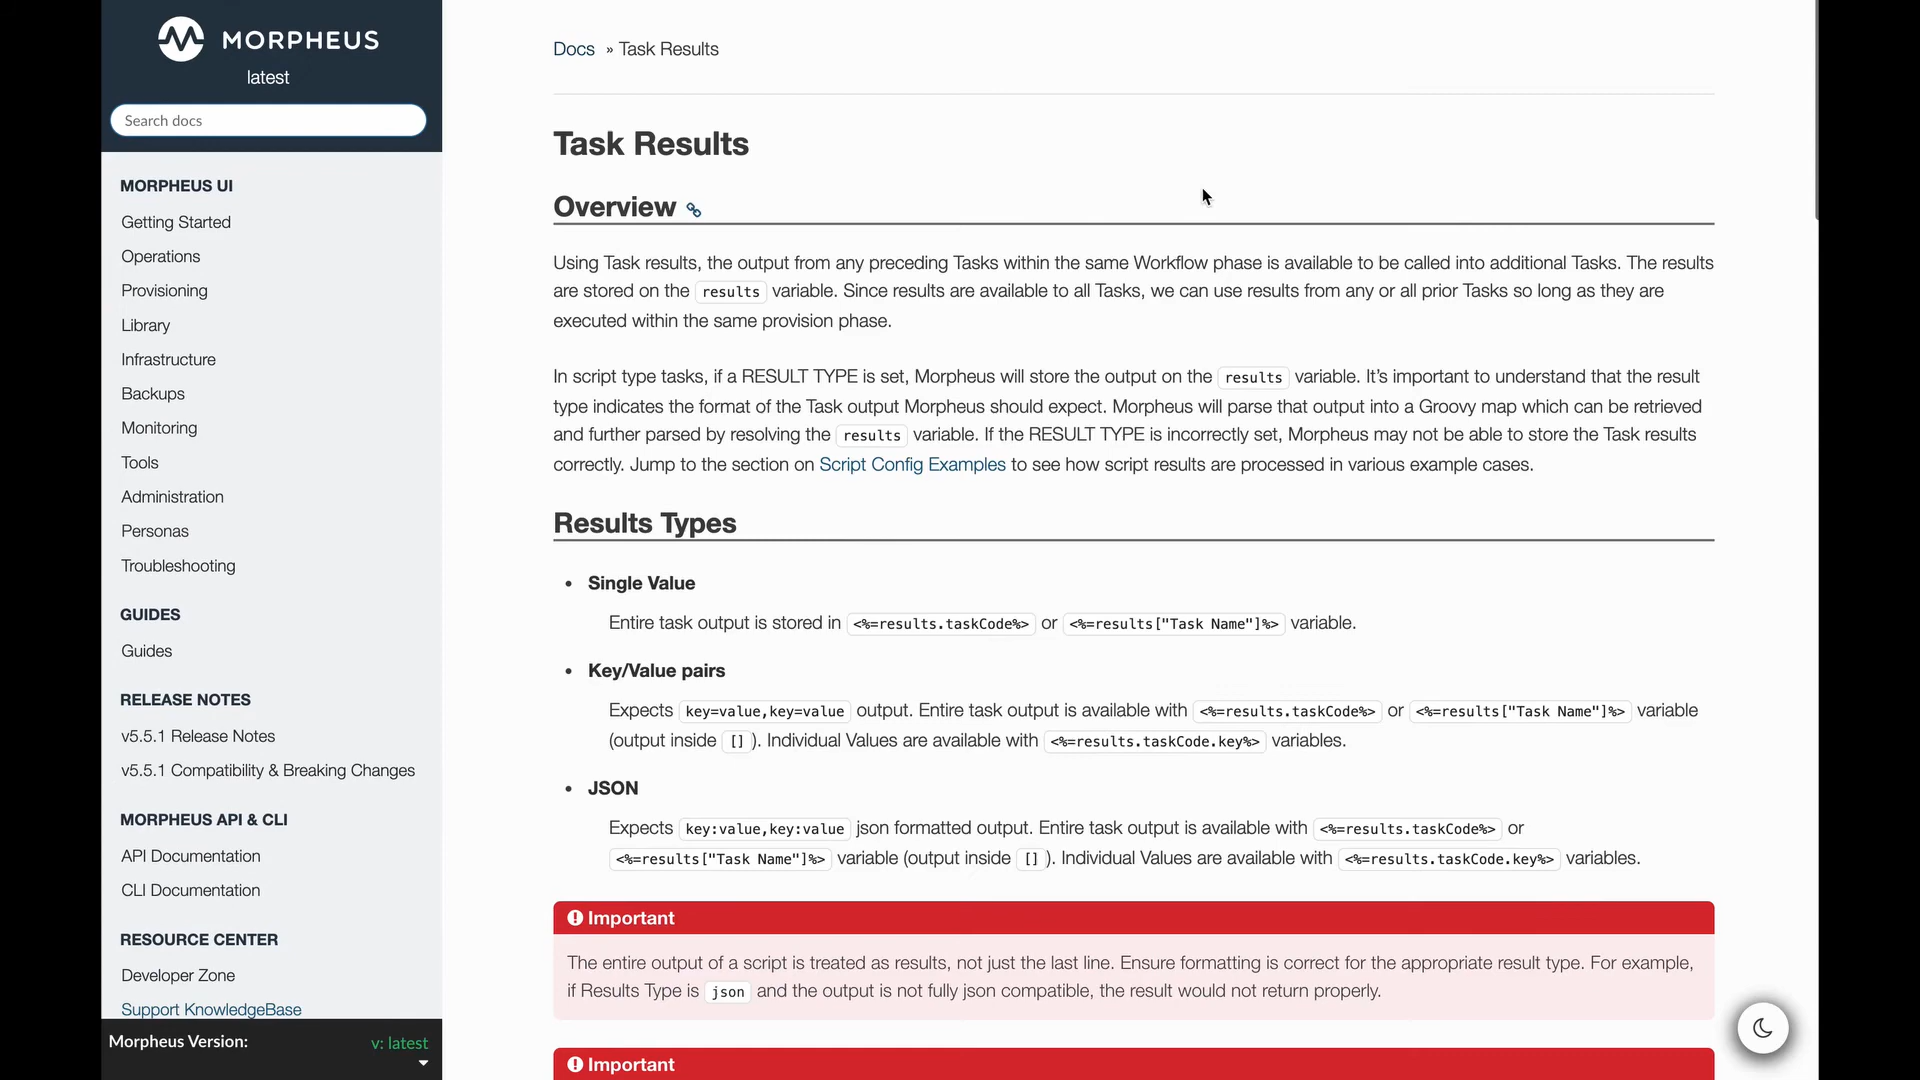 MORPHEUS
latest
Search docs
MORPHEUS UI
Getting Started
Operations
Provisioning
Library
Infrastructure
Backups
Monitoring
Tools
Administration
Personas
Troubleshooting
GUIDES
Guides
RELEASE NOTES
v5.5.1 Release Notes
v5.5.1 Compatibility & Breaking Changes
MORPHEUS API & CLI
API Documentation
CLI Documentation
RESOURCE CENTER
Developer Zone
Support KnowledgeBase
Morpheus Version:
v: latest
Docs » Task Results
Task Results
Overview
Using Task results, the output from any preceding Tasks within the same Workflow phase is available to be called into additional Tasks. The results
are stored on the results variable. Since results are available to all Tasks, we can use results from any or all prior Tasks so long as they are
executed within the same provision phase.
In script type tasks, if a RESULT TYPE is set, Morpheus will store the output on the results variable. It's important to understand that the result
type indicates the format of the Task output Morpheus should expect. Morpheus will parse that output into a Groovy map which can be retrieved
and further parsed by resolving the results variable. If the RESULT TYPE is incorrectly set, Morpheus may not be able to store the Task results
correctly. Jump to the section on Script Config Examples to see how script results are processed in various example cases.
Results Types
• Single Value
Entire task output is stored in <%=results.taskCode%> or <%=results["Task Name"]%> variable.
• Key/Value pairs
Expects key=value,key=value output. Entire task output is available with <%=results.taskCode%> or <%=results["Task Name"]%> variable
(output inside []). Individual Values are available with <%=results.taskCode.key%> variables.
• JSON
Expects key:value,key:value json formatted output. Entire task output is available with <%=results.taskCode%> or
<%=results["Task Name"]%> variable (output inside []). Individual Values are available with <%=results.taskCode.key%> variables.
Important
The entire output of a script is treated as results, not just the last line. Ensure formatting is correct for the appropriate result type. For example,
if Results Type is json and the output is not fully json compatible, the result would not return properly.
Important